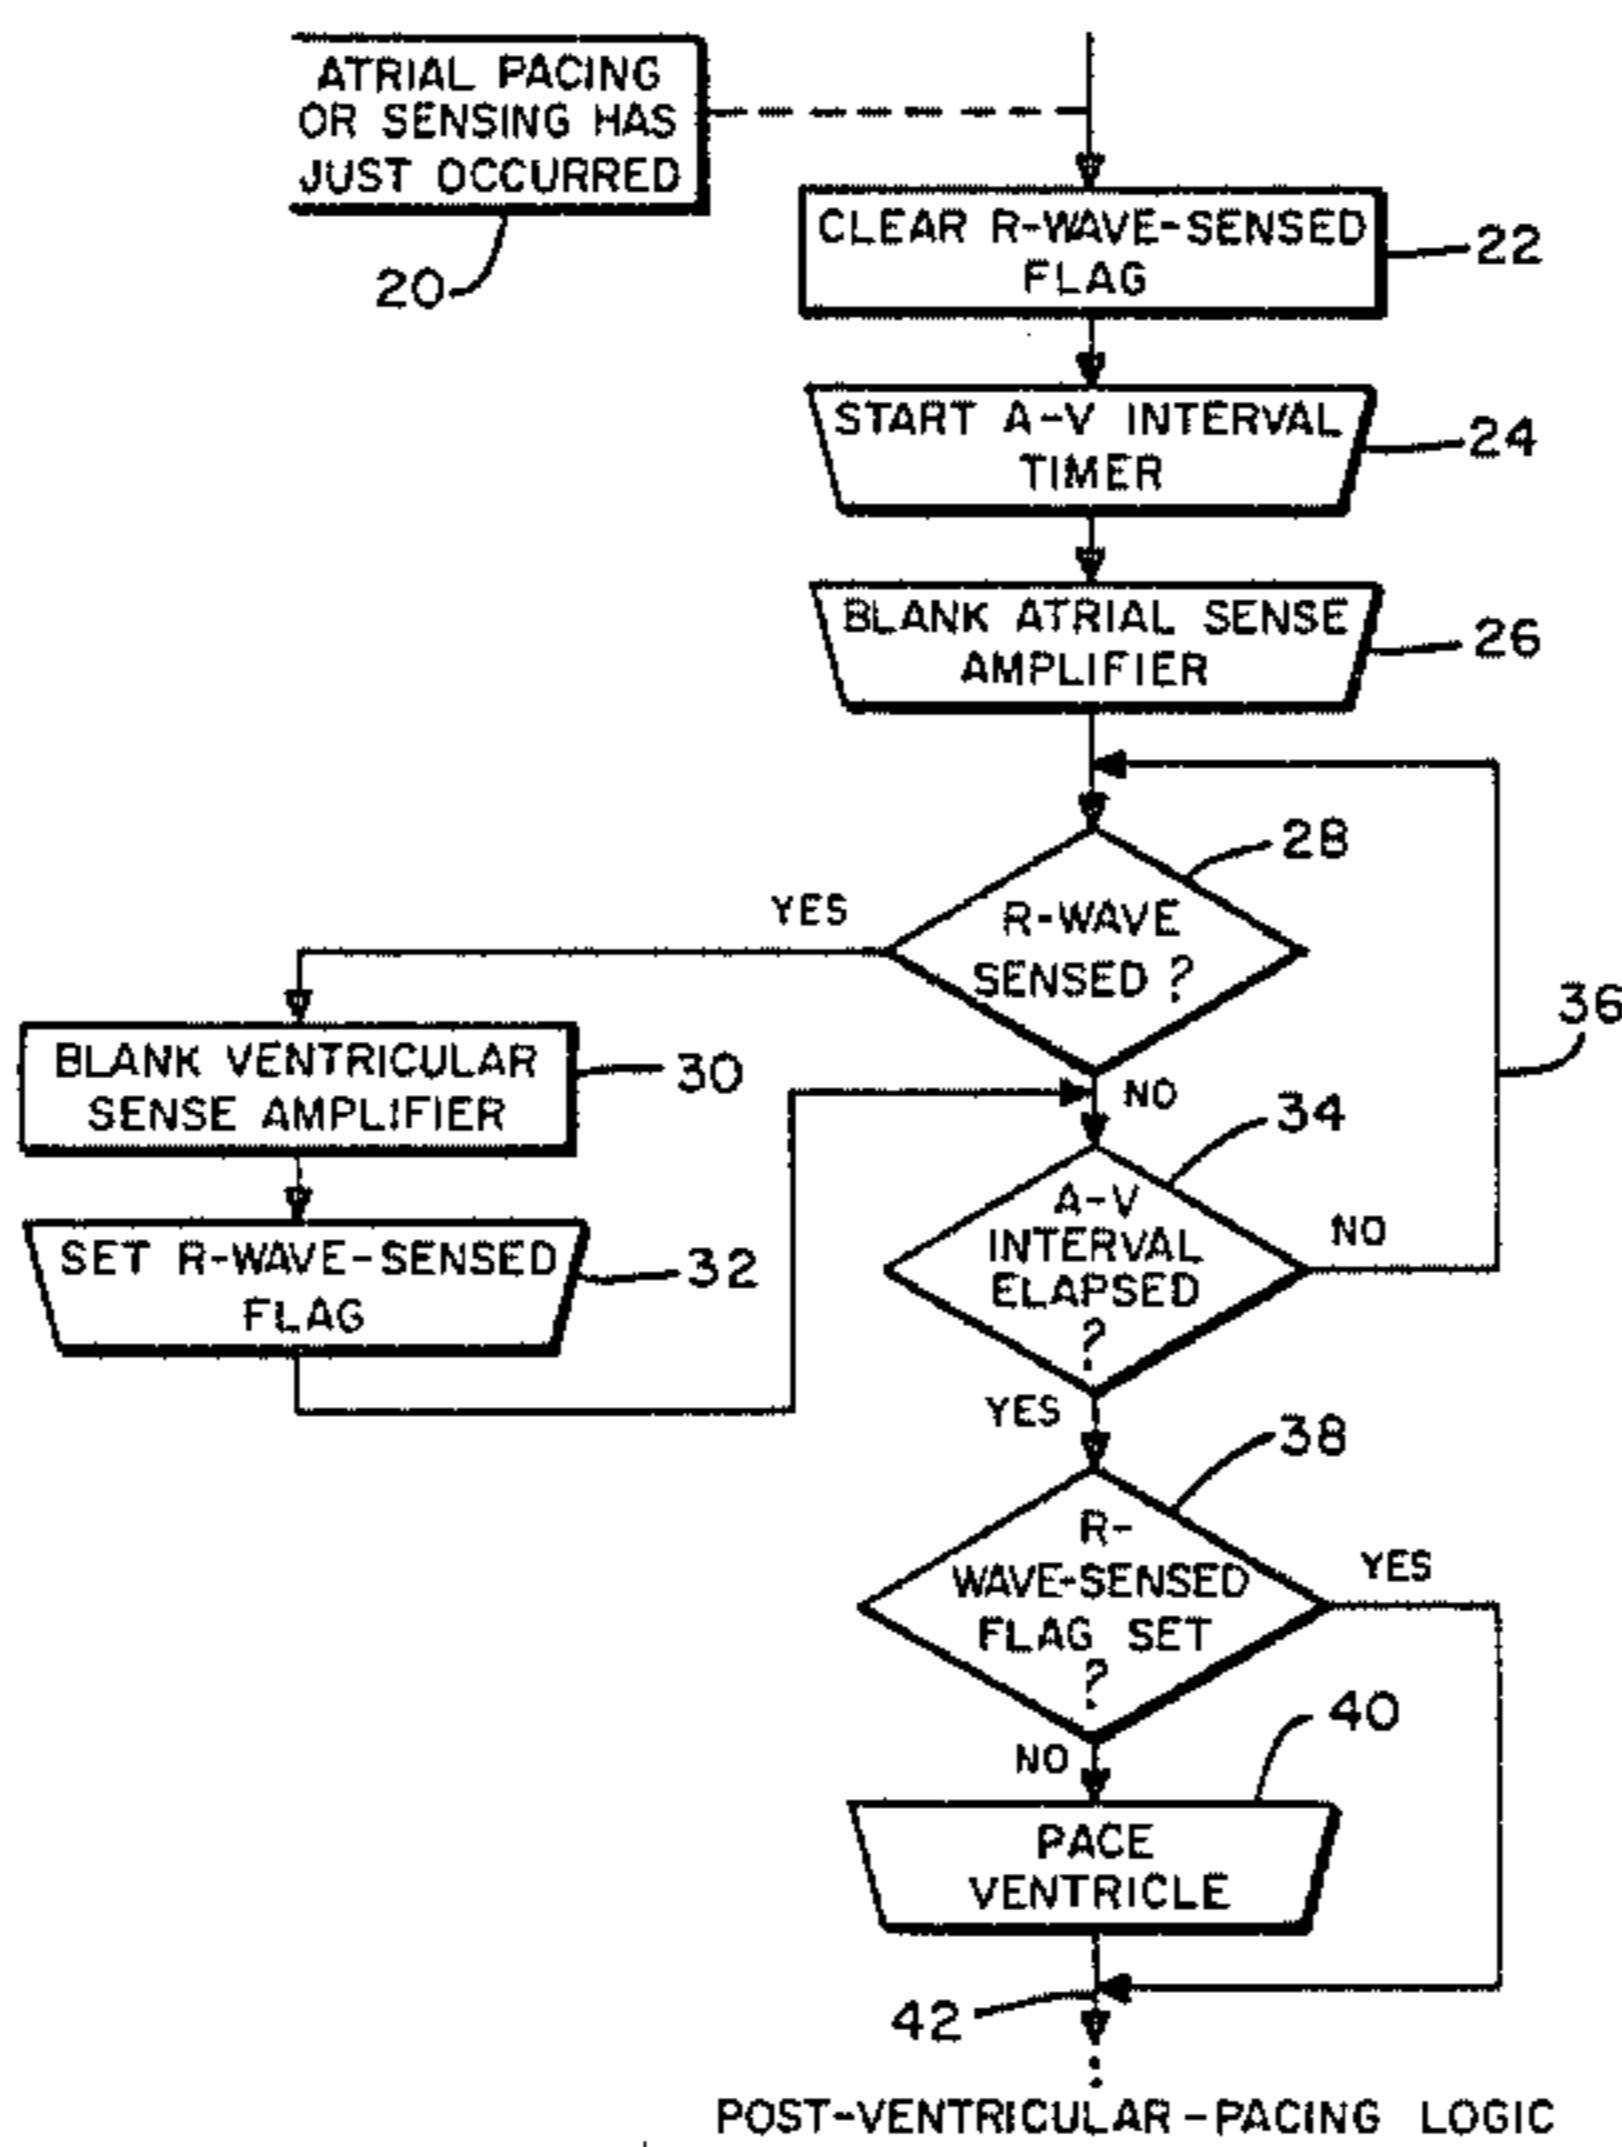 ATRIAL PACING
OR SENSING HAS
JUST OCCURRED
20
CLEAR R-WAVE-SENSED
FLAG
22
START A-V INTERVAL
TIMER
24
BLANK ATRIAL SENSE
AMPLIFIER
26
28
R-WAVE
SENSED ?
YES
NO
BLANK VENTRICULAR
SENSE AMPLIFIER
30
SET R-WAVE-SENSED
FLAG
32
34
A-V
INTERVAL
ELAPSED
?
NO
36
YES
38
R-
WAVE-SENSED
FLAG SET
?
YES
NO
40
PACE
VENTRICLE
42
POST-VENTRICULAR-PACING LOGIC